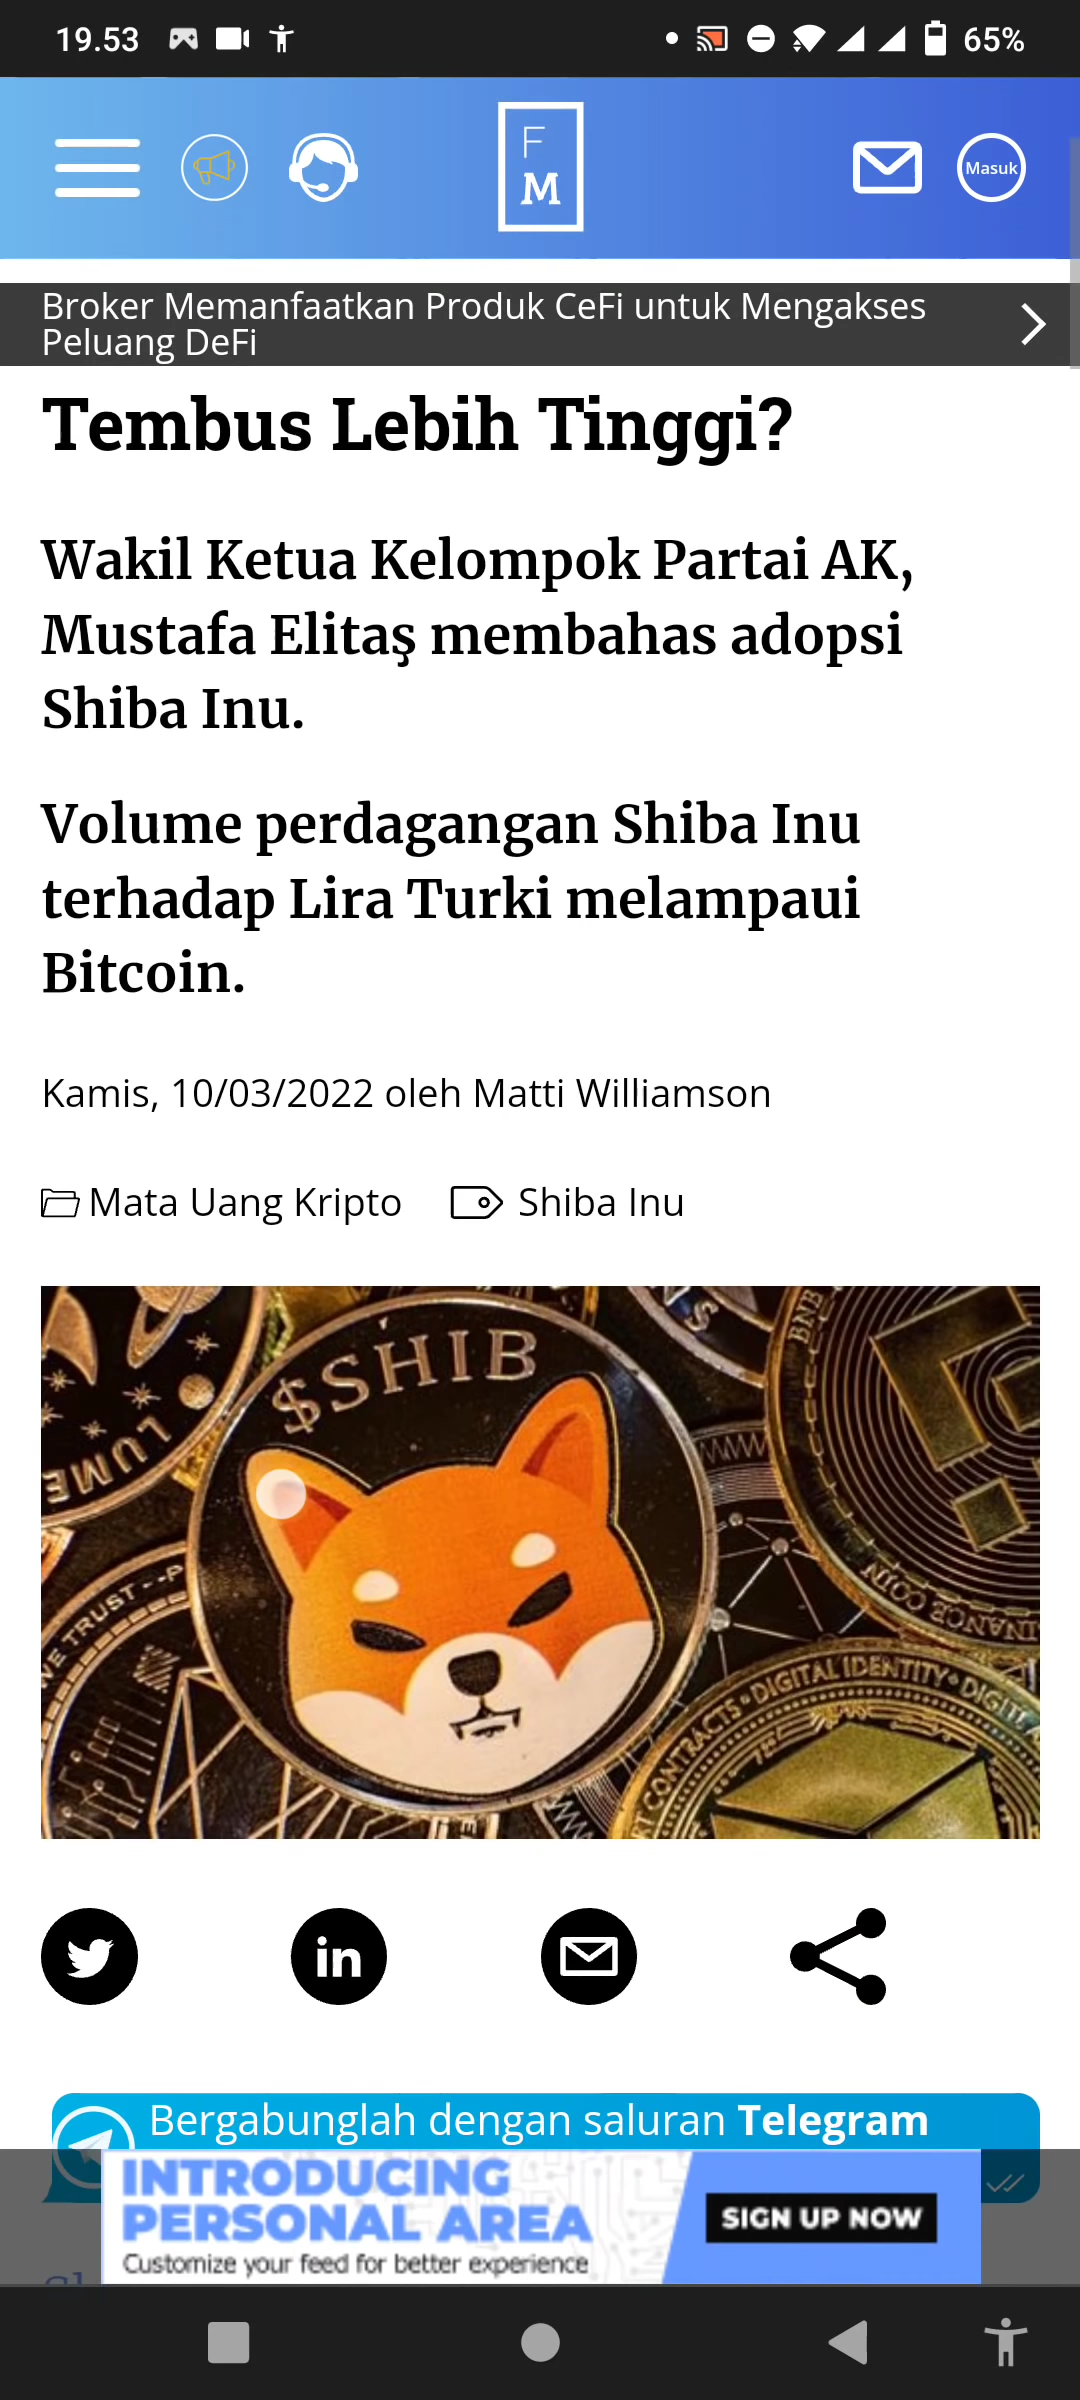 19.53
65%
F
M
Masuk
Broker Memanfaatkan Produk CeFi untuk Mengakses
Peluang DeFi
Tembus Lebih Tinggi?
Wakil Ketua Kelompok Partai AK,
Mustafa Elitaş membahas adopsi
Shiba Inu.
Volume perdagangan Shiba Inu
terhadap Lira Turki melampaui
Bitcoin.
Kamis, 10/03/2022 oleh Matti Williamson
Mata Uang Kripto
Shiba Inu
$SHIB
BNB
LUME
TRUST
BINANCE COIN
CONTRACTS • DIGITAL IDENTITY
in
Bergabunglah dengan saluran Telegram
INTRODUCING
PERSONAL AREA
Customize your feed for better experience
SIGN UP NOW